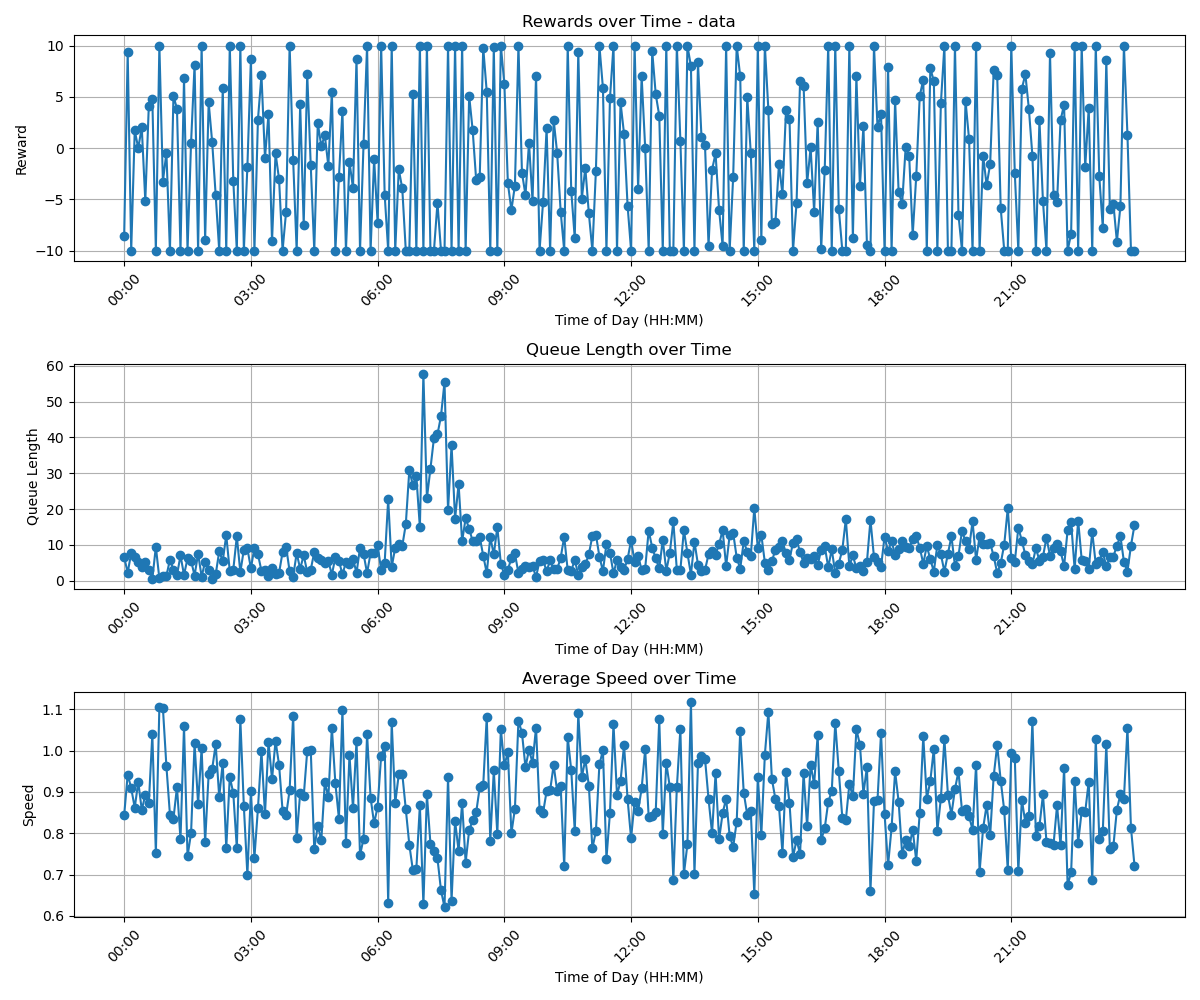 Rewards over Time - data
Reward
10
5
0
−5
−10
00:00 03:00 06:00 09:00 12:00 15:00 18:00 21:00
Time of Day (HH:MM)
Queue Length over Time
Queue Length
60
50
40
30
20
10
0
00:00 03:00 06:00 09:00 12:00 15:00 18:00 21:00
Time of Day (HH:MM)
Average Speed over Time
Speed
1.1
1.0
0.9
0.8
0.7
0.6
00:00 03:00 06:00 09:00 12:00 15:00 18:00 21:00
Time of Day (HH:MM)